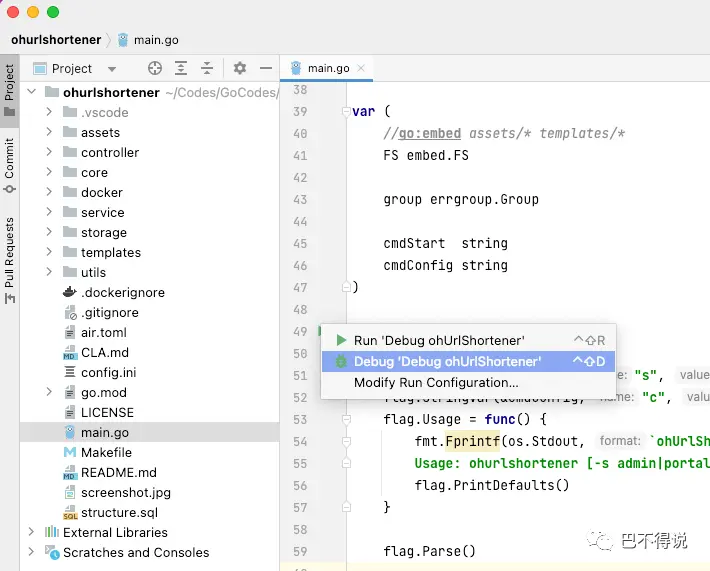 ohurlshortener
main.go
Project
Commit
Pull Requests
Project
ohurlshortener ~/Codes/GoCodes/
.vscode
assets
controller
core
docker
service
storage
templates
utils
.dockerignore
.gitignore
air.toml
CLA.md
config.ini
go.mod
LICENSE
main.go
Makefile
README.md
screenshot.jpg
structure.sql
External Libraries
Scratches and Consoles
main.go
38
39 var (
40 //go:embed assets/* templates/*
41 FS embed.FS
42
43 group errgroup.Group
44
45 cmdStart string
46 cmdConfig string
47 )
48
49
50
51 "s", value
52 name: "c", valu
53 flag.Usage = func() {
54 fmt.Fprintf(os.Stdout, format: `ohUrlSh
55 Usage: ohurlshortener [-s admin|portal
56 flag.PrintDefaults()
57 }
58
59 flag.Parse()
Run 'Debug ohUrlShortener' ^⇧R
Debug 'Debug ohUrlShortener' ^⇧D
Modify Run Configuration...
巴不得说